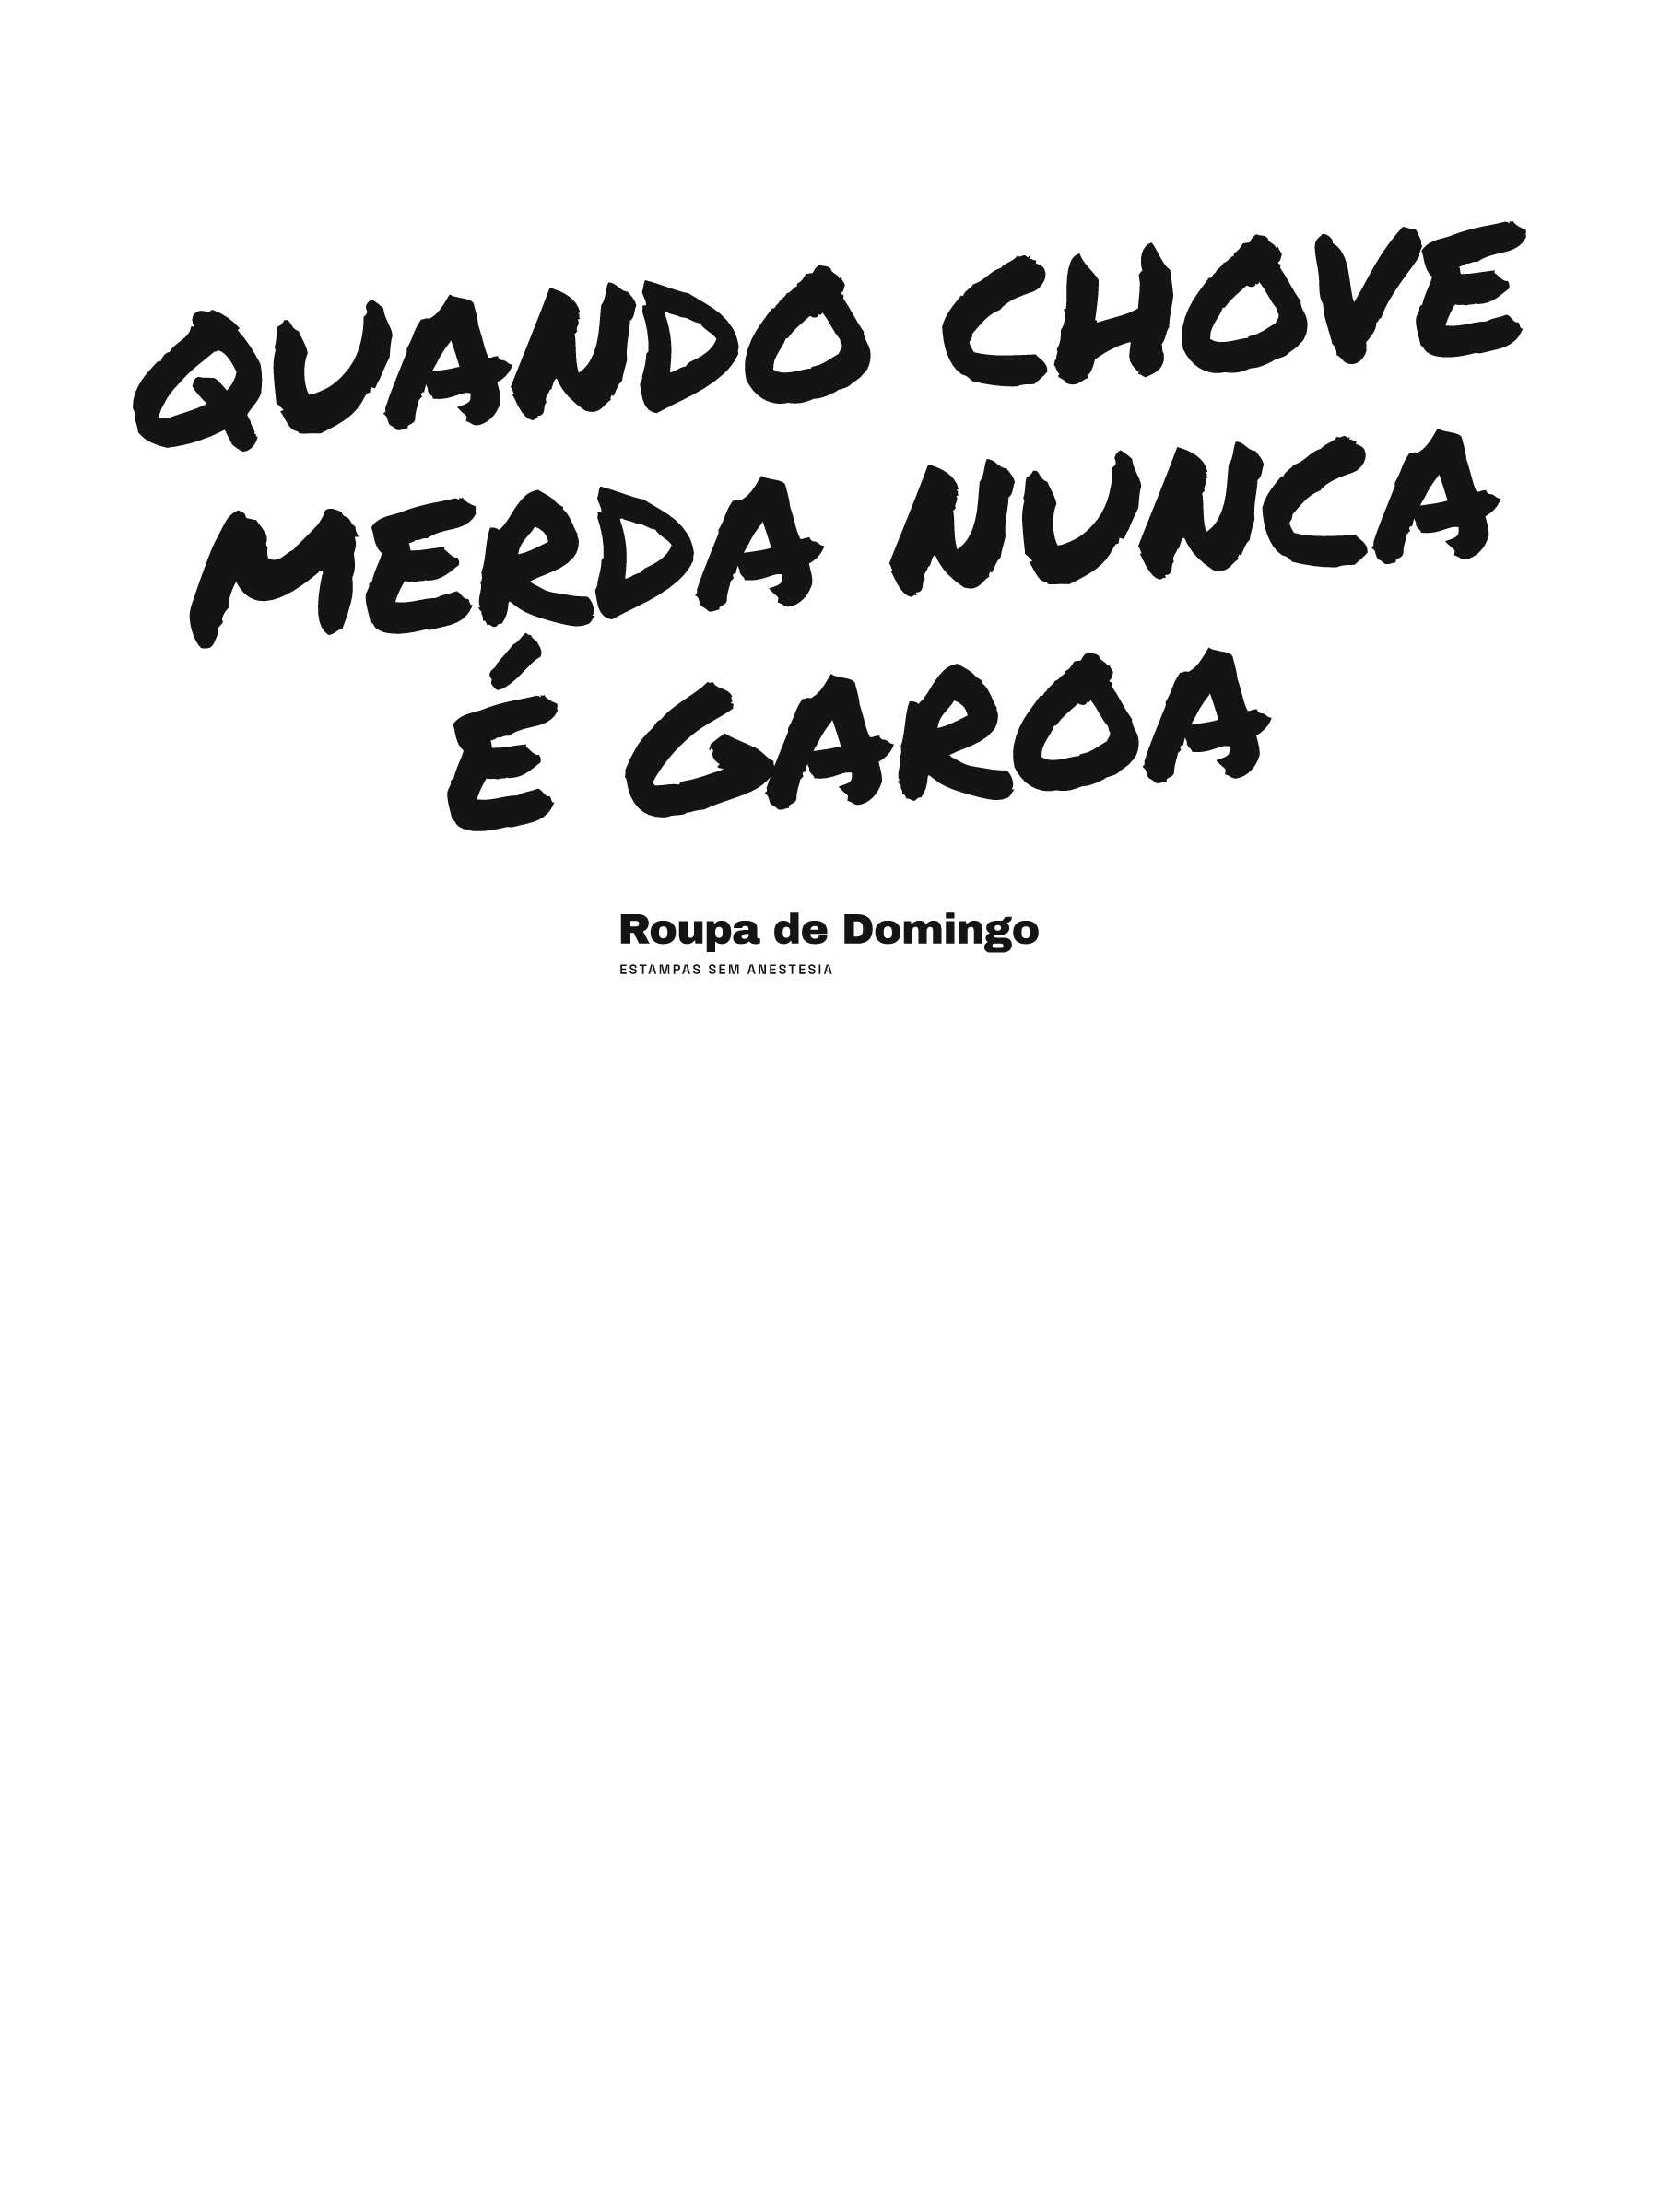 QUANDO CHOVE
MERDA NUNCA
É GAROA
Roupa de Domingo
ESTAMPAS SEM ANESTESIA